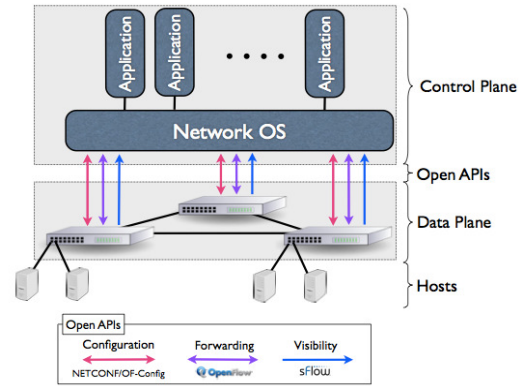 Application
Application
Application
Control Plane
Network OS
Open APIs
Data Plane
Hosts
Open APIs
Configuration
Forwarding
Visibility
NETCONF/OF-Config
OpenFlow
sFlow